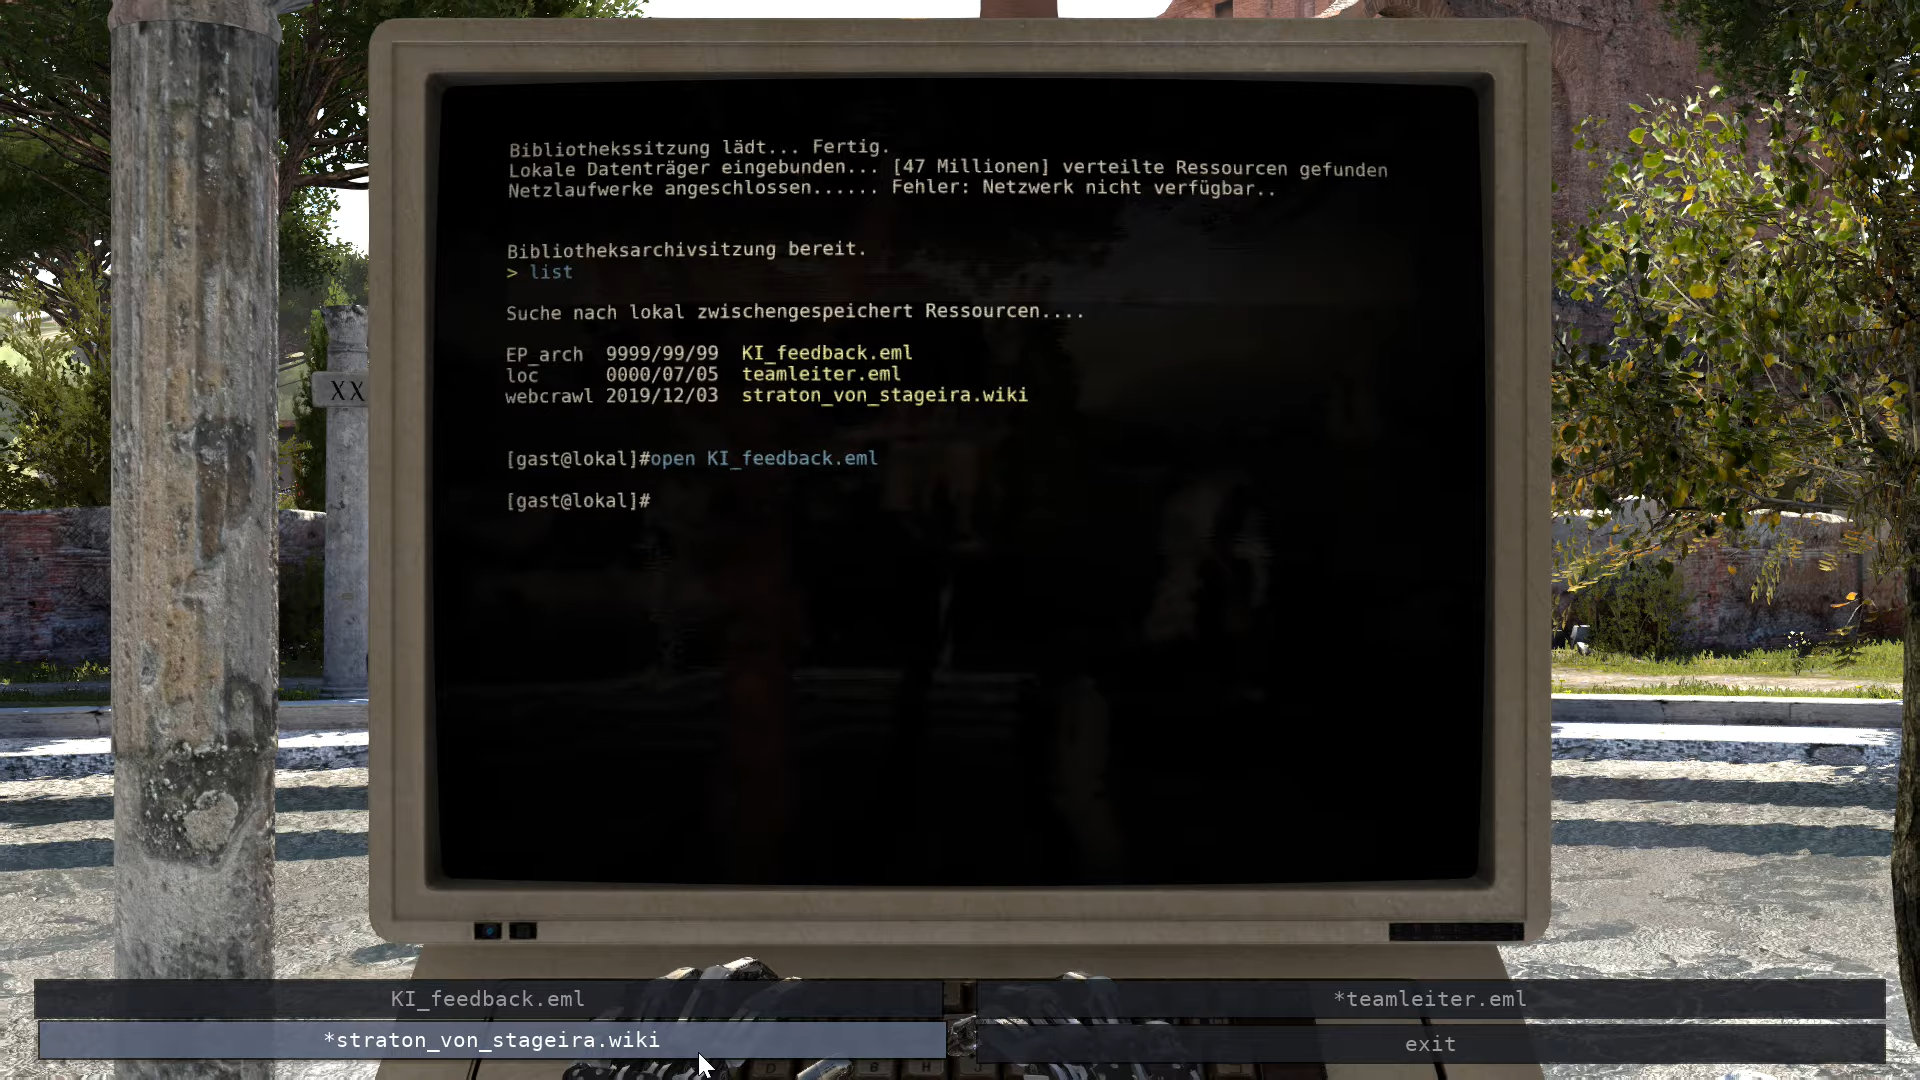 Bibliothekssitzung lädt... Fertig.
Lokale Datenträger eingebunden... [47 Millionen] verteilte Ressourcen gefunden
Netzlaufwerke angeschlossen...... Fehler: Netzwerk nicht verfügbar..
Bibliotheksarchivsitzung bereit.
> list
Suche nach lokal zwischengespeichert Ressourcen....
EP_arch 9999/99/99 KI_feedback.eml
loc 0000/07/05 teamleiter.eml
webcrawl 2019/12/03 straton_von_stageira.wiki
[gast@lokal]#open KI_feedback.eml
[gast@lokal]#
XX
KI_feedback.eml
*teamleiter.eml
*straton_von_stageira.wiki
exit